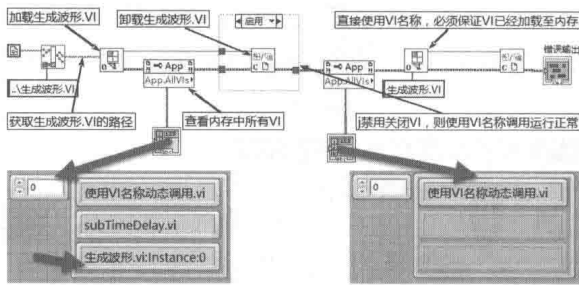 加载生成波形.VI
卸载生成波形.VI
启用
直接使用VI名称，必须保证VI已经加载至内存
错误输出
App
App.AllVIs
App
App.AllVIs
..\生成波形.VI
生成波形.VI
获取生成波形.VI的路径
查看内存中所有VI
j禁用关闭VI，则使用VI名称调用运行正常
0
使用VI名称动态调用.vi
subTimeDelay.vi
生成波形.vi:Instance:0
0
使用VI名称动态调用.vi